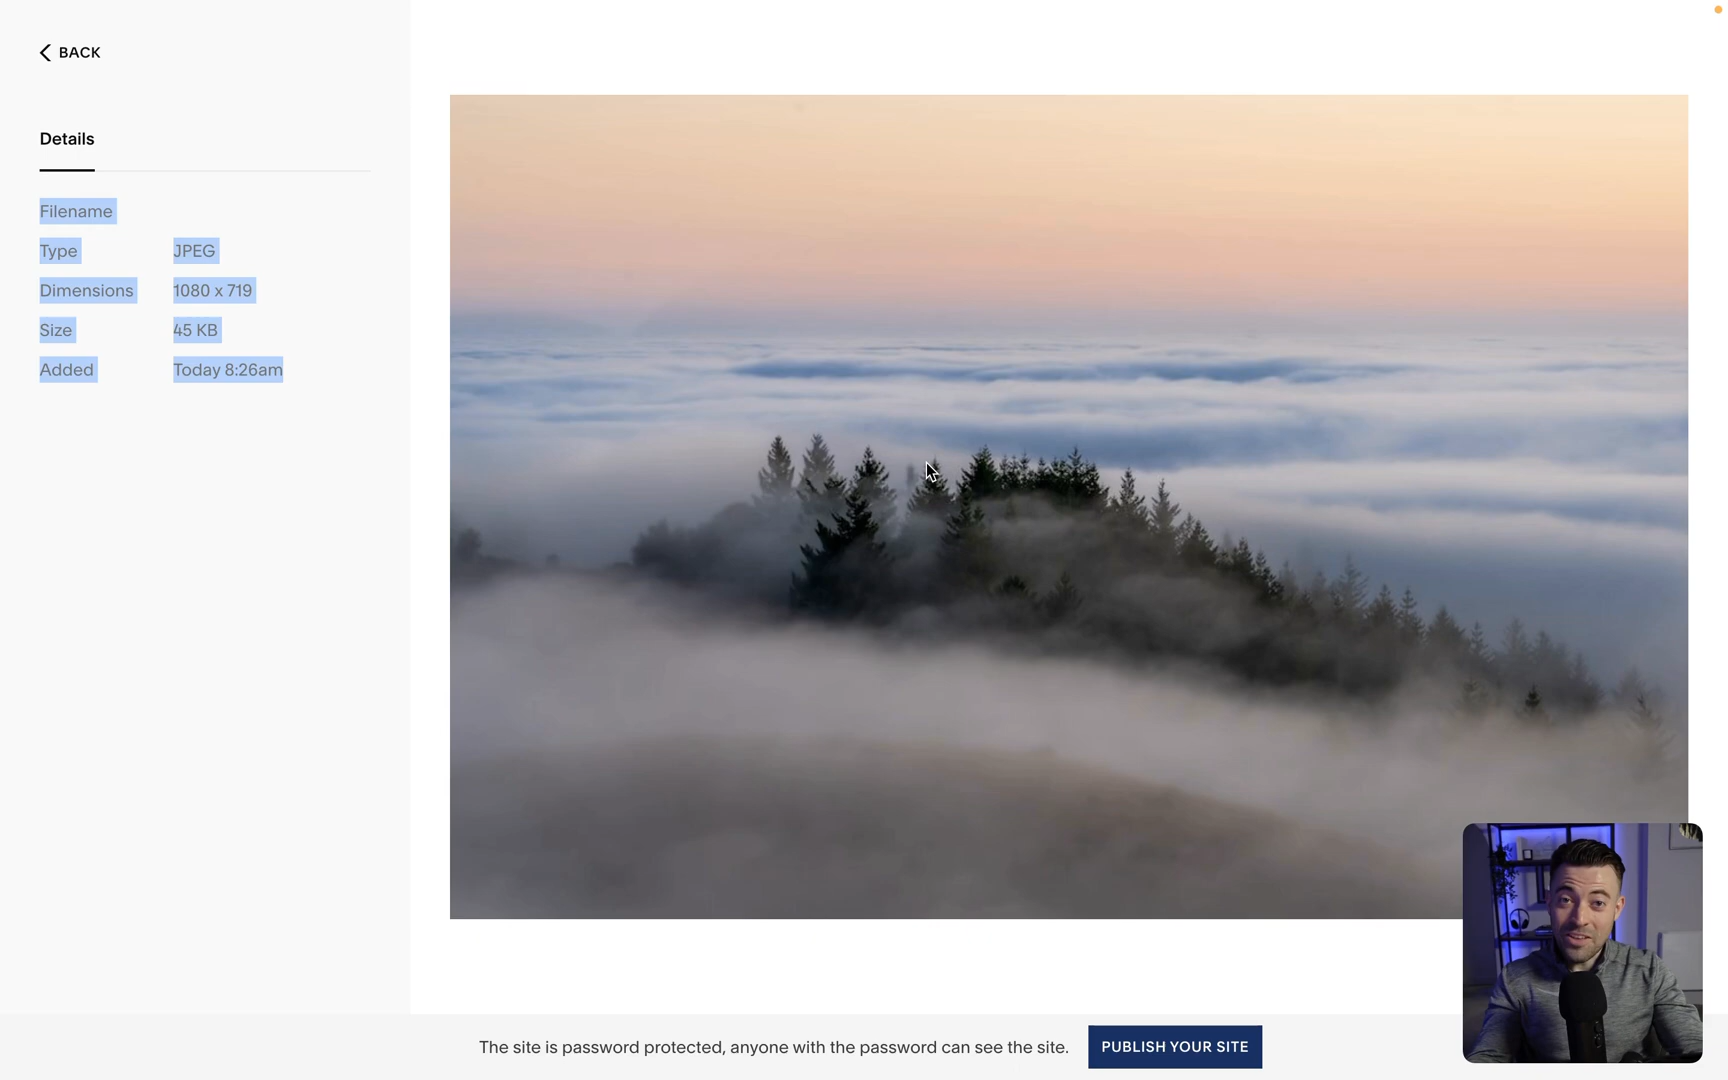 BACK
Details
Filename
Type JPEG
Dimensions 1080 x 719
Size 45 KB
Added Today 8:26am
The site is password protected, anyone with the password can see the site. PUBLISH YOUR SITE